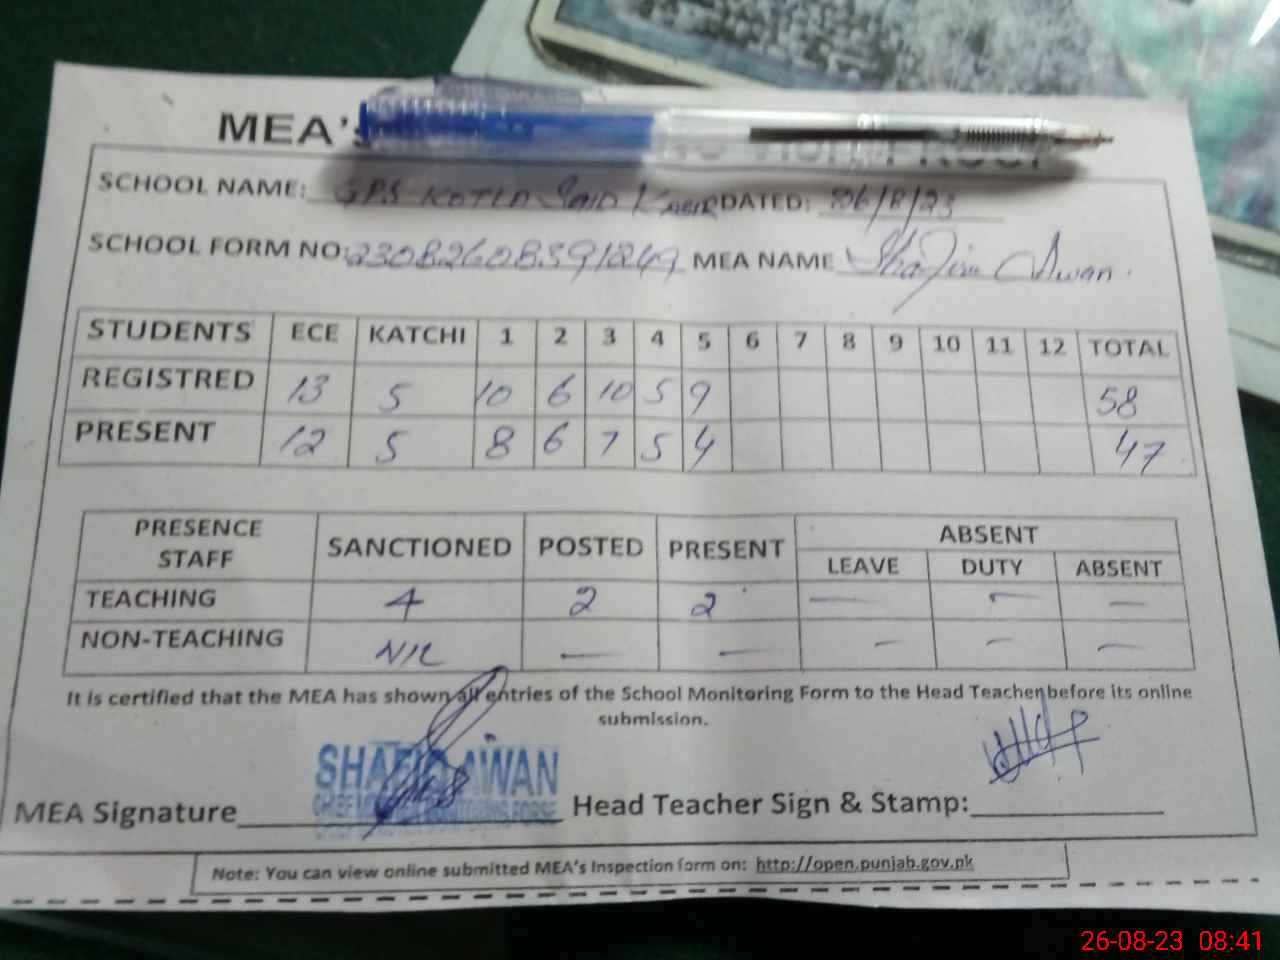 MEA'S
SCHOOL NAME: GPS KOTLA SAID KABIR DATED: 26/8/23
SCHOOL FORM NO: 23082608391849 MEA NAME Awan.
STUDENTS ECE KATCHI 1 2 3 4 5 6 7 8 9 10 11 12 TOTAL
REGISTRED 13 5 10 6 10 5 9 58
PRESENT 12 5 8 6 7 5 4 47
PRESENCE STAFF SANCTIONED POSTED PRESENT ABSENT
LEAVE DUTY ABSENT
TEACHING 4 2 2 — — —
NON-TEACHING NIL — — — — —
It is certified that the MEA has shown all entries of the School Monitoring Form to the Head Teacher before its online
submission.
SHAFIQ AWAN
MEA Signature Head Teacher Sign & Stamp:
Note: You can view online submitted MEA's Inspection form on: http://open.punjab.gov.pk
26-08-23 08:41